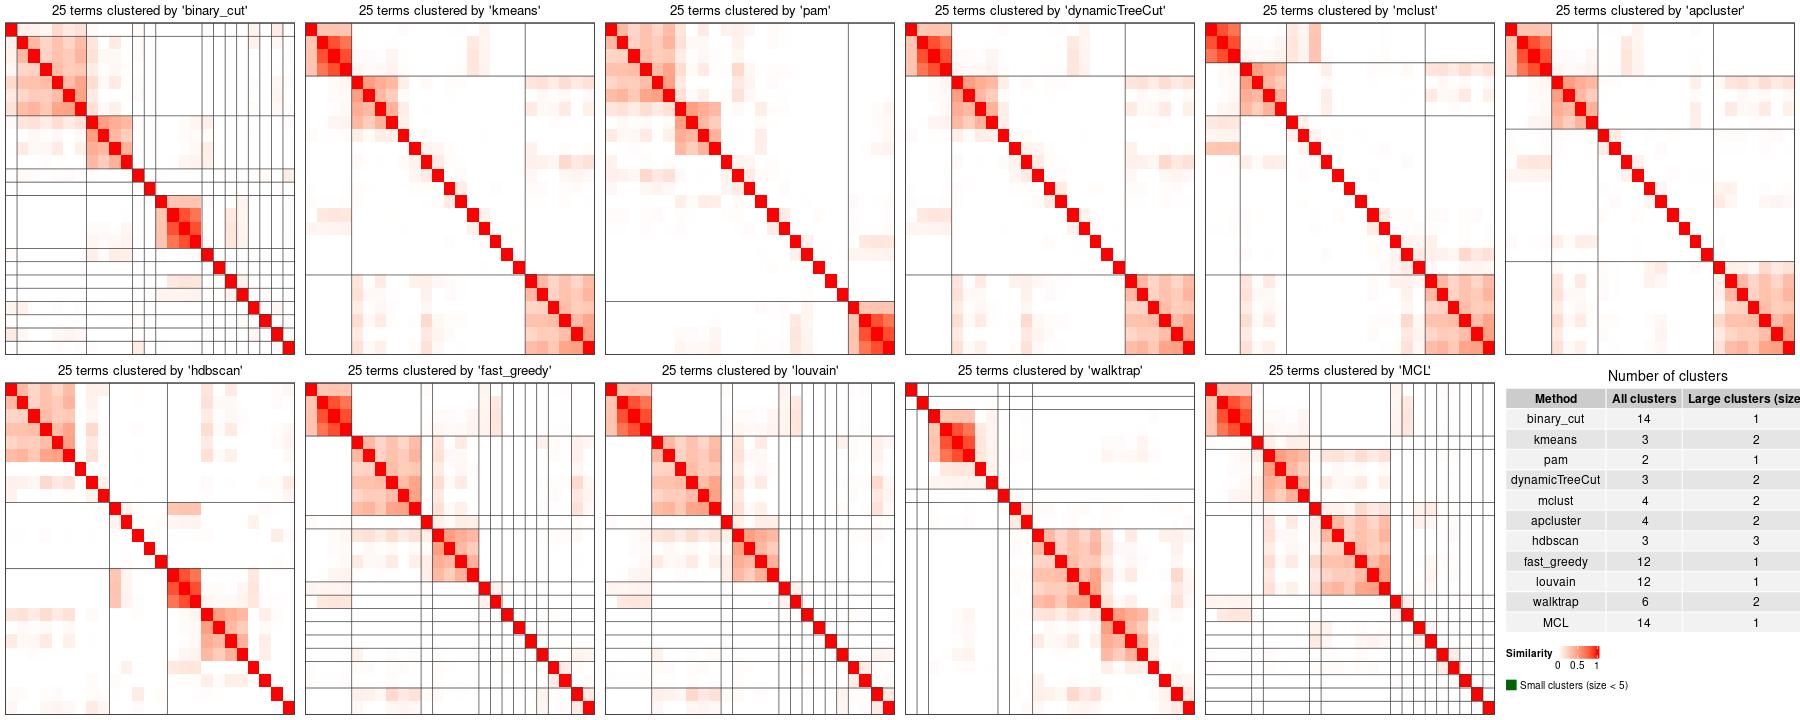 25 terms clustered by 'binary_cut'
25 terms clustered by 'kmeans'
25 terms clustered by 'pam'
25 terms clustered by 'dynamicTreeCut'
25 terms clustered by 'mclust'
25 terms clustered by 'apcluster'
25 terms clustered by 'hdbscan'
25 terms clustered by 'fast_greedy'
25 terms clustered by 'louvain'
25 terms clustered by 'walktrap'
25 terms clustered by 'MCL'
Number of clusters
Method All clusters Large clusters (size
binary_cut 14 1
kmeans 3 2
pam 2 1
dynamicTreeCut 3 2
mclust 4 2
apcluster 4 2
hdbscan 3 3
fast_greedy 12 1
louvain 12 1
walktrap 6 2
MCL 14 1
Similarity
0 0.5 1
Small clusters (size < 5)